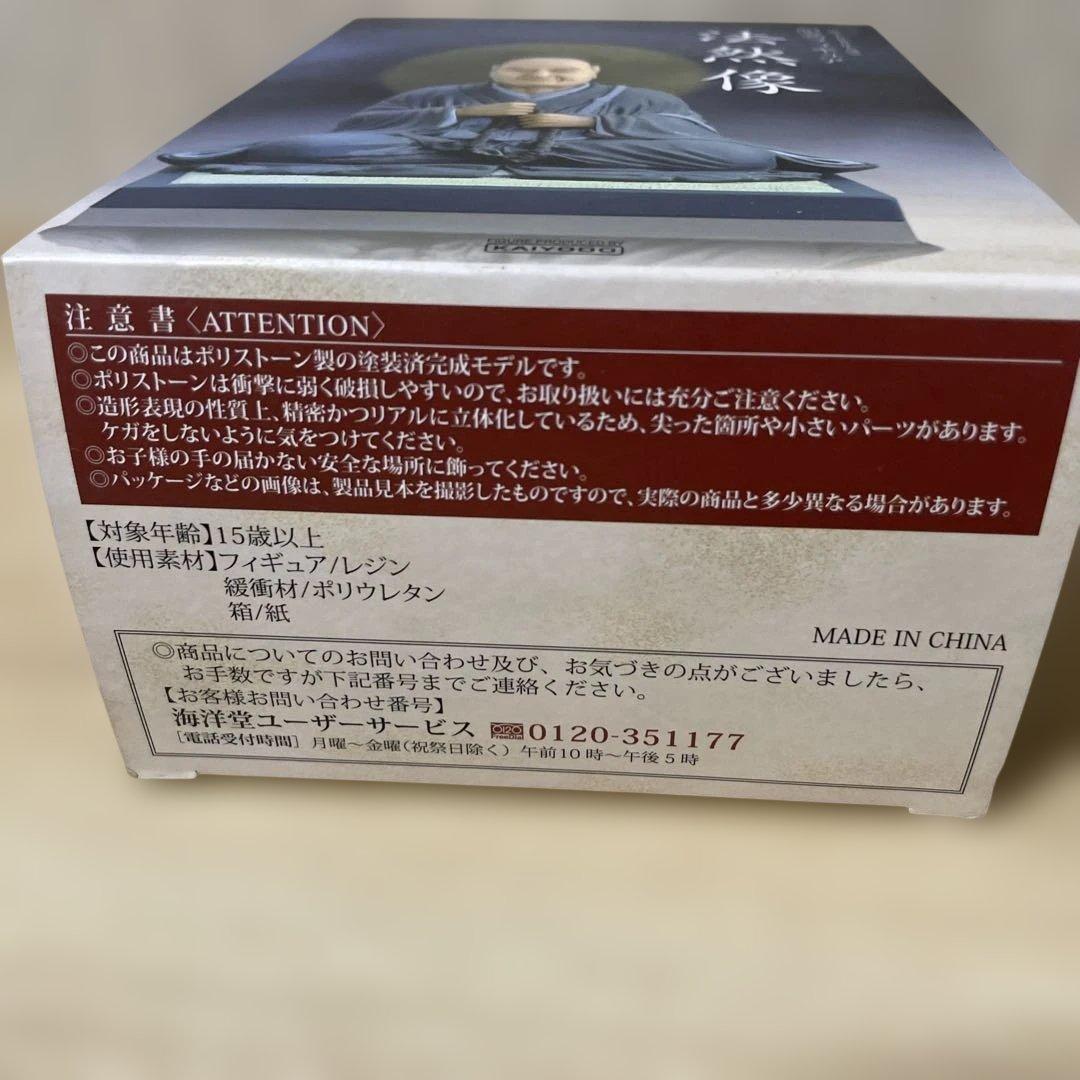 法然像
FIGURE PRODUCED BY
KAIYODO
注意書〈ATTENTION〉
◎この商品はポリストーン製の塗装済完成モデルです。
◎ポリストーンは衝撃に弱く破損しやすいので、お取り扱いには充分ご注意ください。
◎造形表現の性質上、精密かつリアルに立体化しているため、尖った箇所や小さいパーツがあります。
ケガをしないように気をつけてください。
◎お子様の手の届かない安全な場所に飾ってください。
◎パッケージなどの画像は、製品見本を撮影したものですので、実際の商品と多少異なる場合があります。
【対象年齢】15歳以上
【使用素材】フィギュア/レジン
緩衝材/ポリウレタン
箱/紙
MADE IN CHINA
◎商品についてのお問い合わせ及び、お気づきの点がございましたら、
お手数ですが下記番号までご連絡ください。
【お客様お問い合わせ番号】
海洋堂ユーザーサービス 0120 FreeDial 0120-351177
［電話受付時間］月曜～金曜（祝祭日除く）午前10時～午後5時